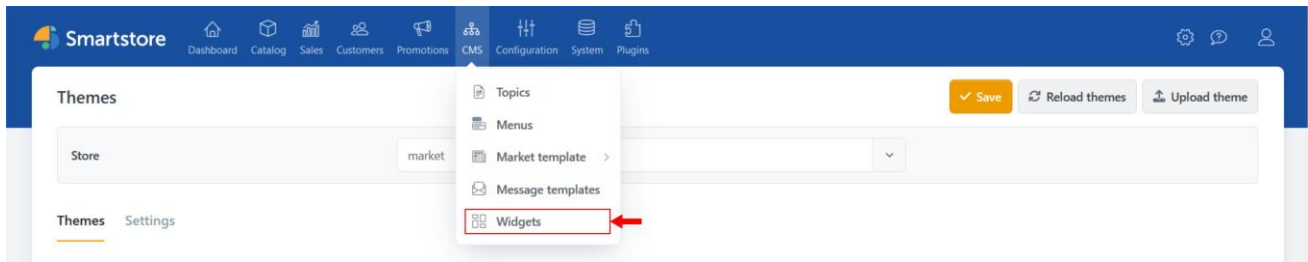 Smartstore
Dashboard Catalog Sales Customers Promotions CMS Configuration System Plugins
Themes
Save Reload themes Upload theme
Store
market
Topics
Menus
Market template
Message templates
Widgets
Themes Settings